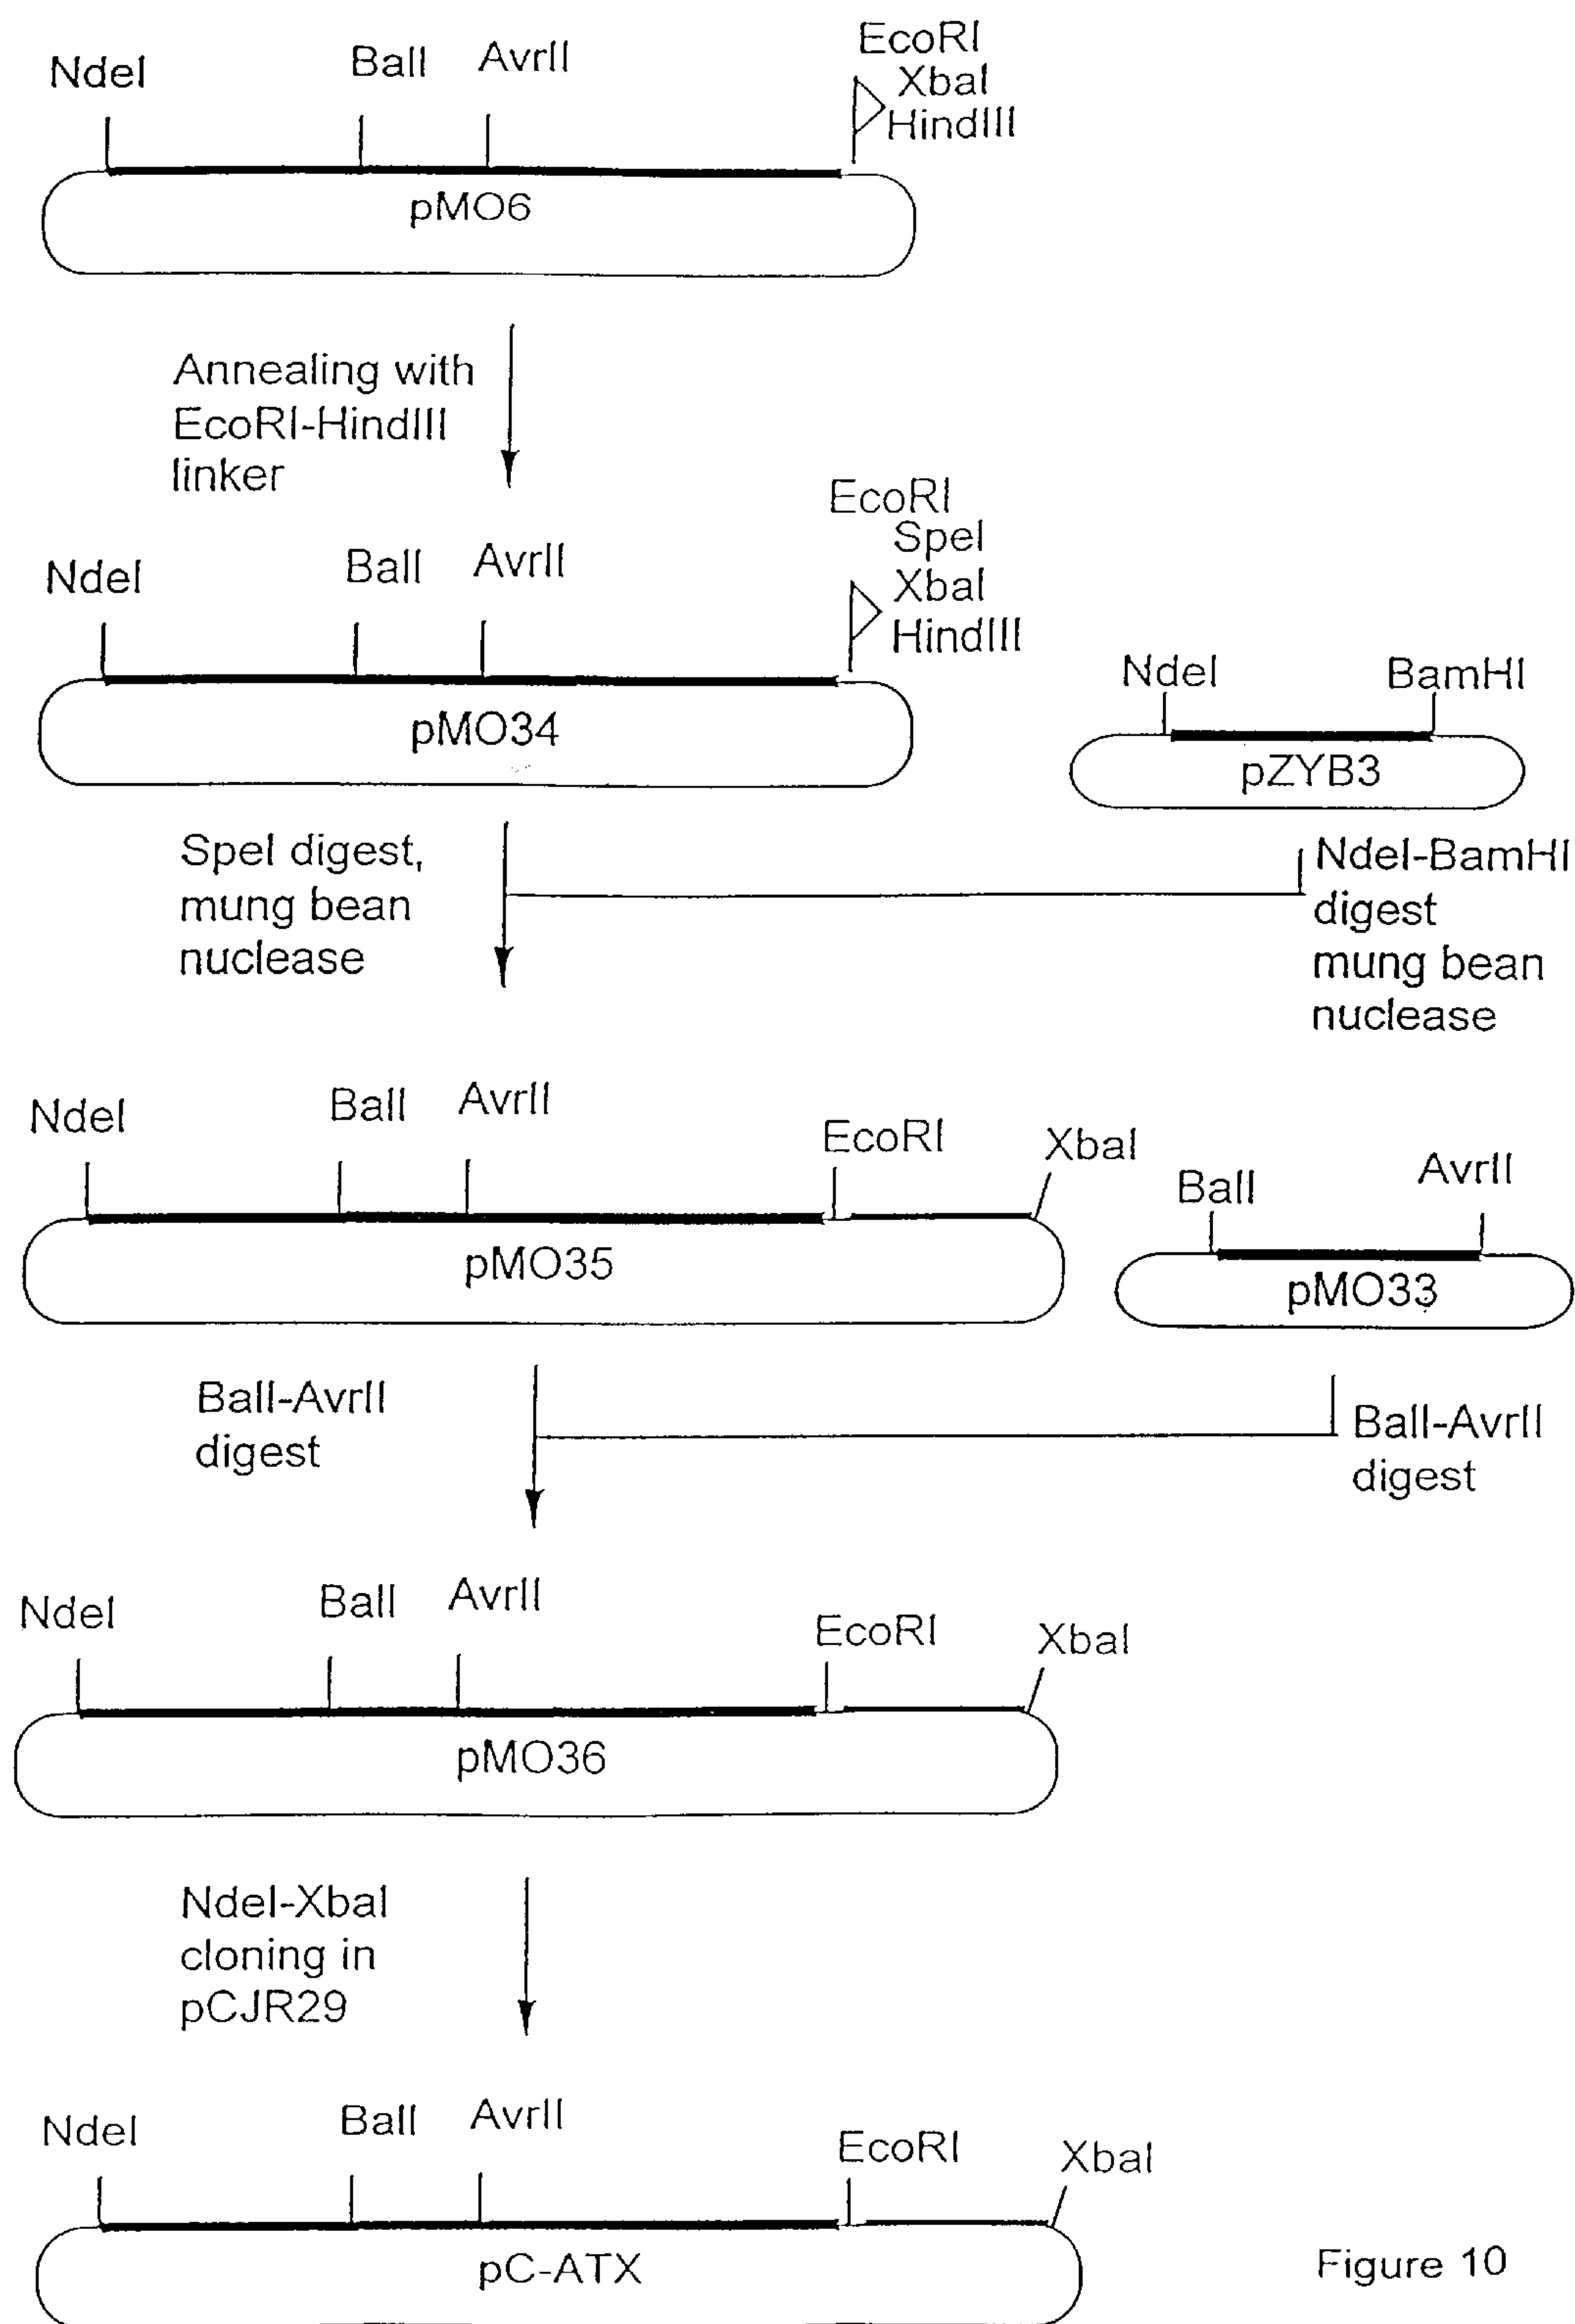 NdeI
BalI
AvrII
EcoRI
XbaI
HindIII
pMO6
Annealing with
EcoRI-HindIII
linker
EcoRI
SpeI
XbaI
HindIII
NdeI
BalI
AvrII
pMO34
NdeI
BamHI
pZYB3
SpeI digest,
mung bean
nuclease
NdeI-BamHI
digest
mung bean
nuclease
NdeI
BalI
AvrII
EcoRI
XbaI
pMO35
BalI
AvrII
pMO33
BalI-AvrII
digest
BalI-AvrII
digest
NdeI
BalI
AvrII
EcoRI
XbaI
pMO36
NdeI-XbaI
cloning in
pCJR29
NdeI
BalI
AvrII
EcoRI
XbaI
pC-ATX
Figure 10